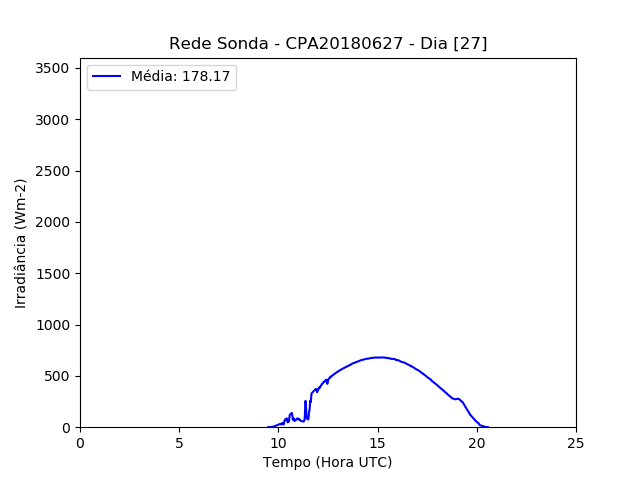 Rede Sonda - CPA20180627 - Dia [27]
Média: 178.17
Irradiância (Wm-2)
3500
3000
2500
2000
1500
1000
500
0
0 5 10 15 20 25
Tempo (Hora UTC)